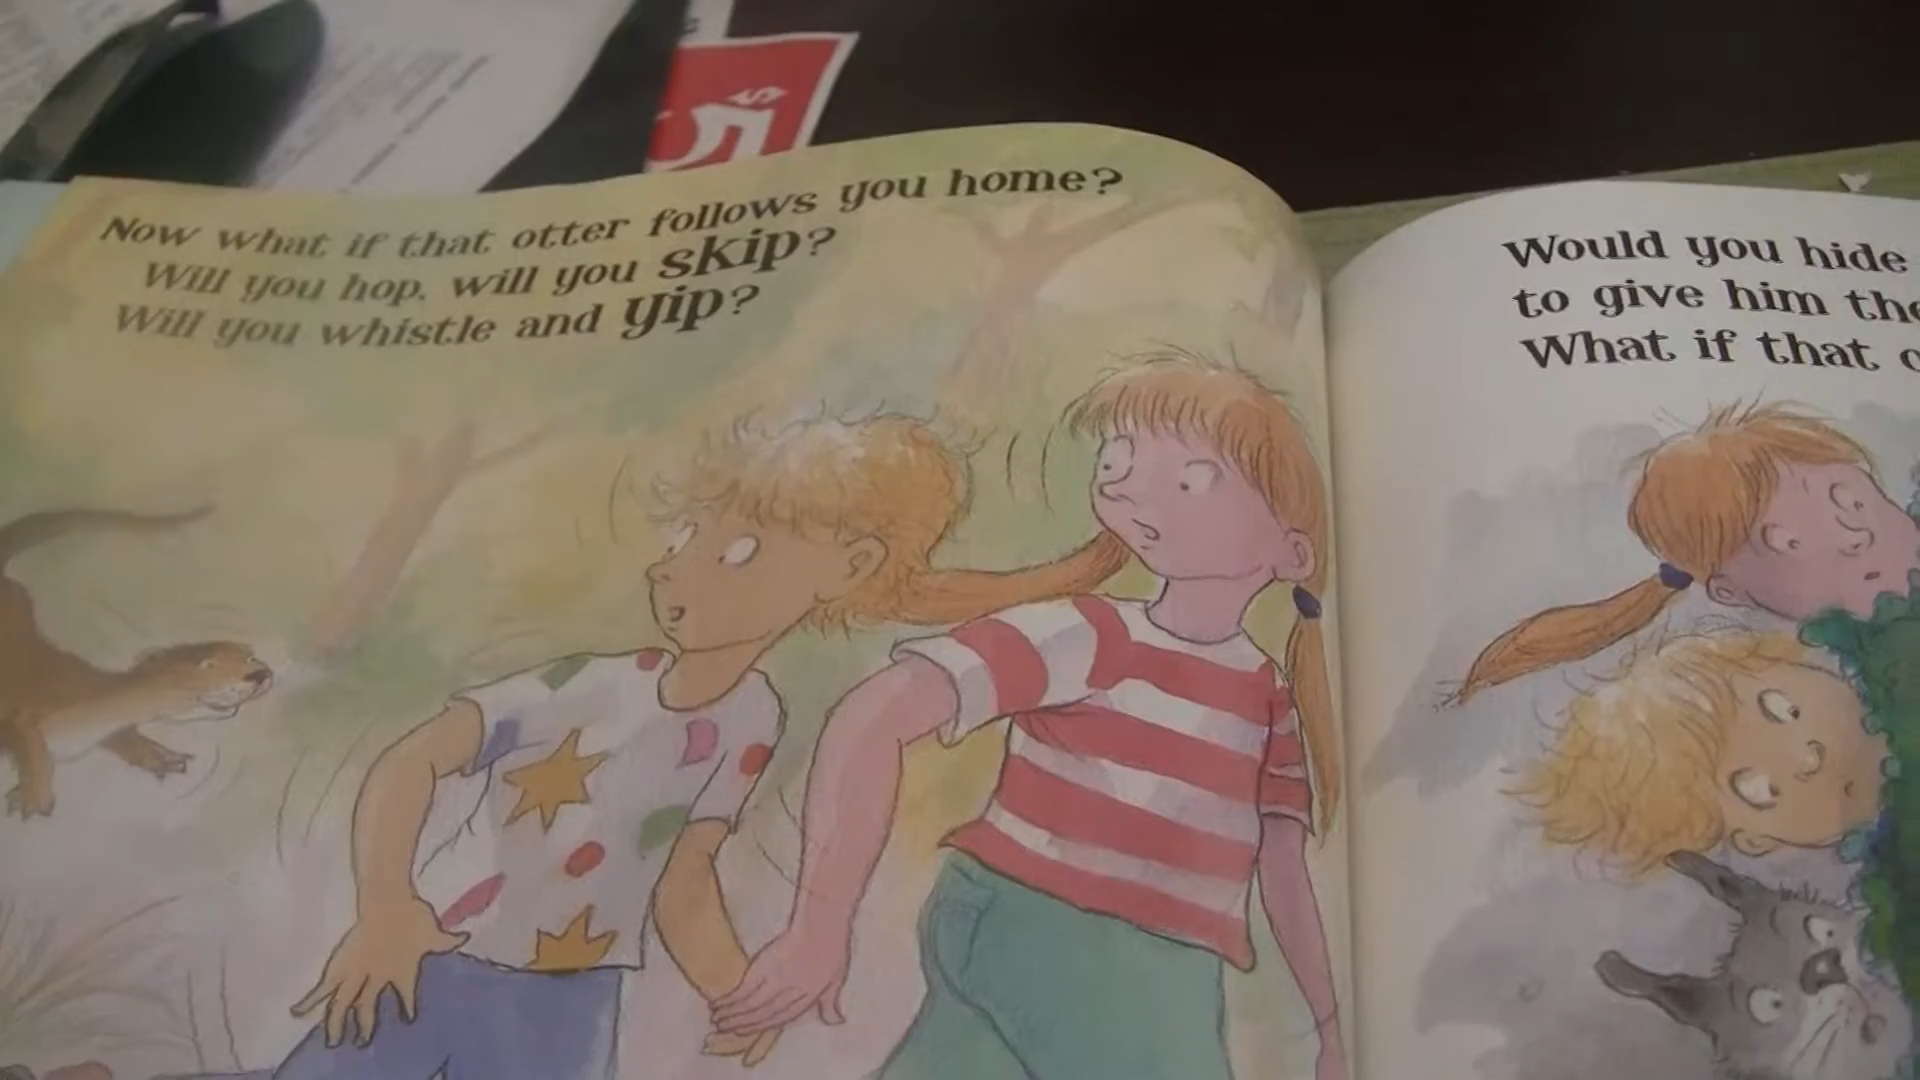 Now what if that otter follows you home?
Will you hop, will you skip?
Will you whistle and yip?
Would you hide
to give him the
What if that